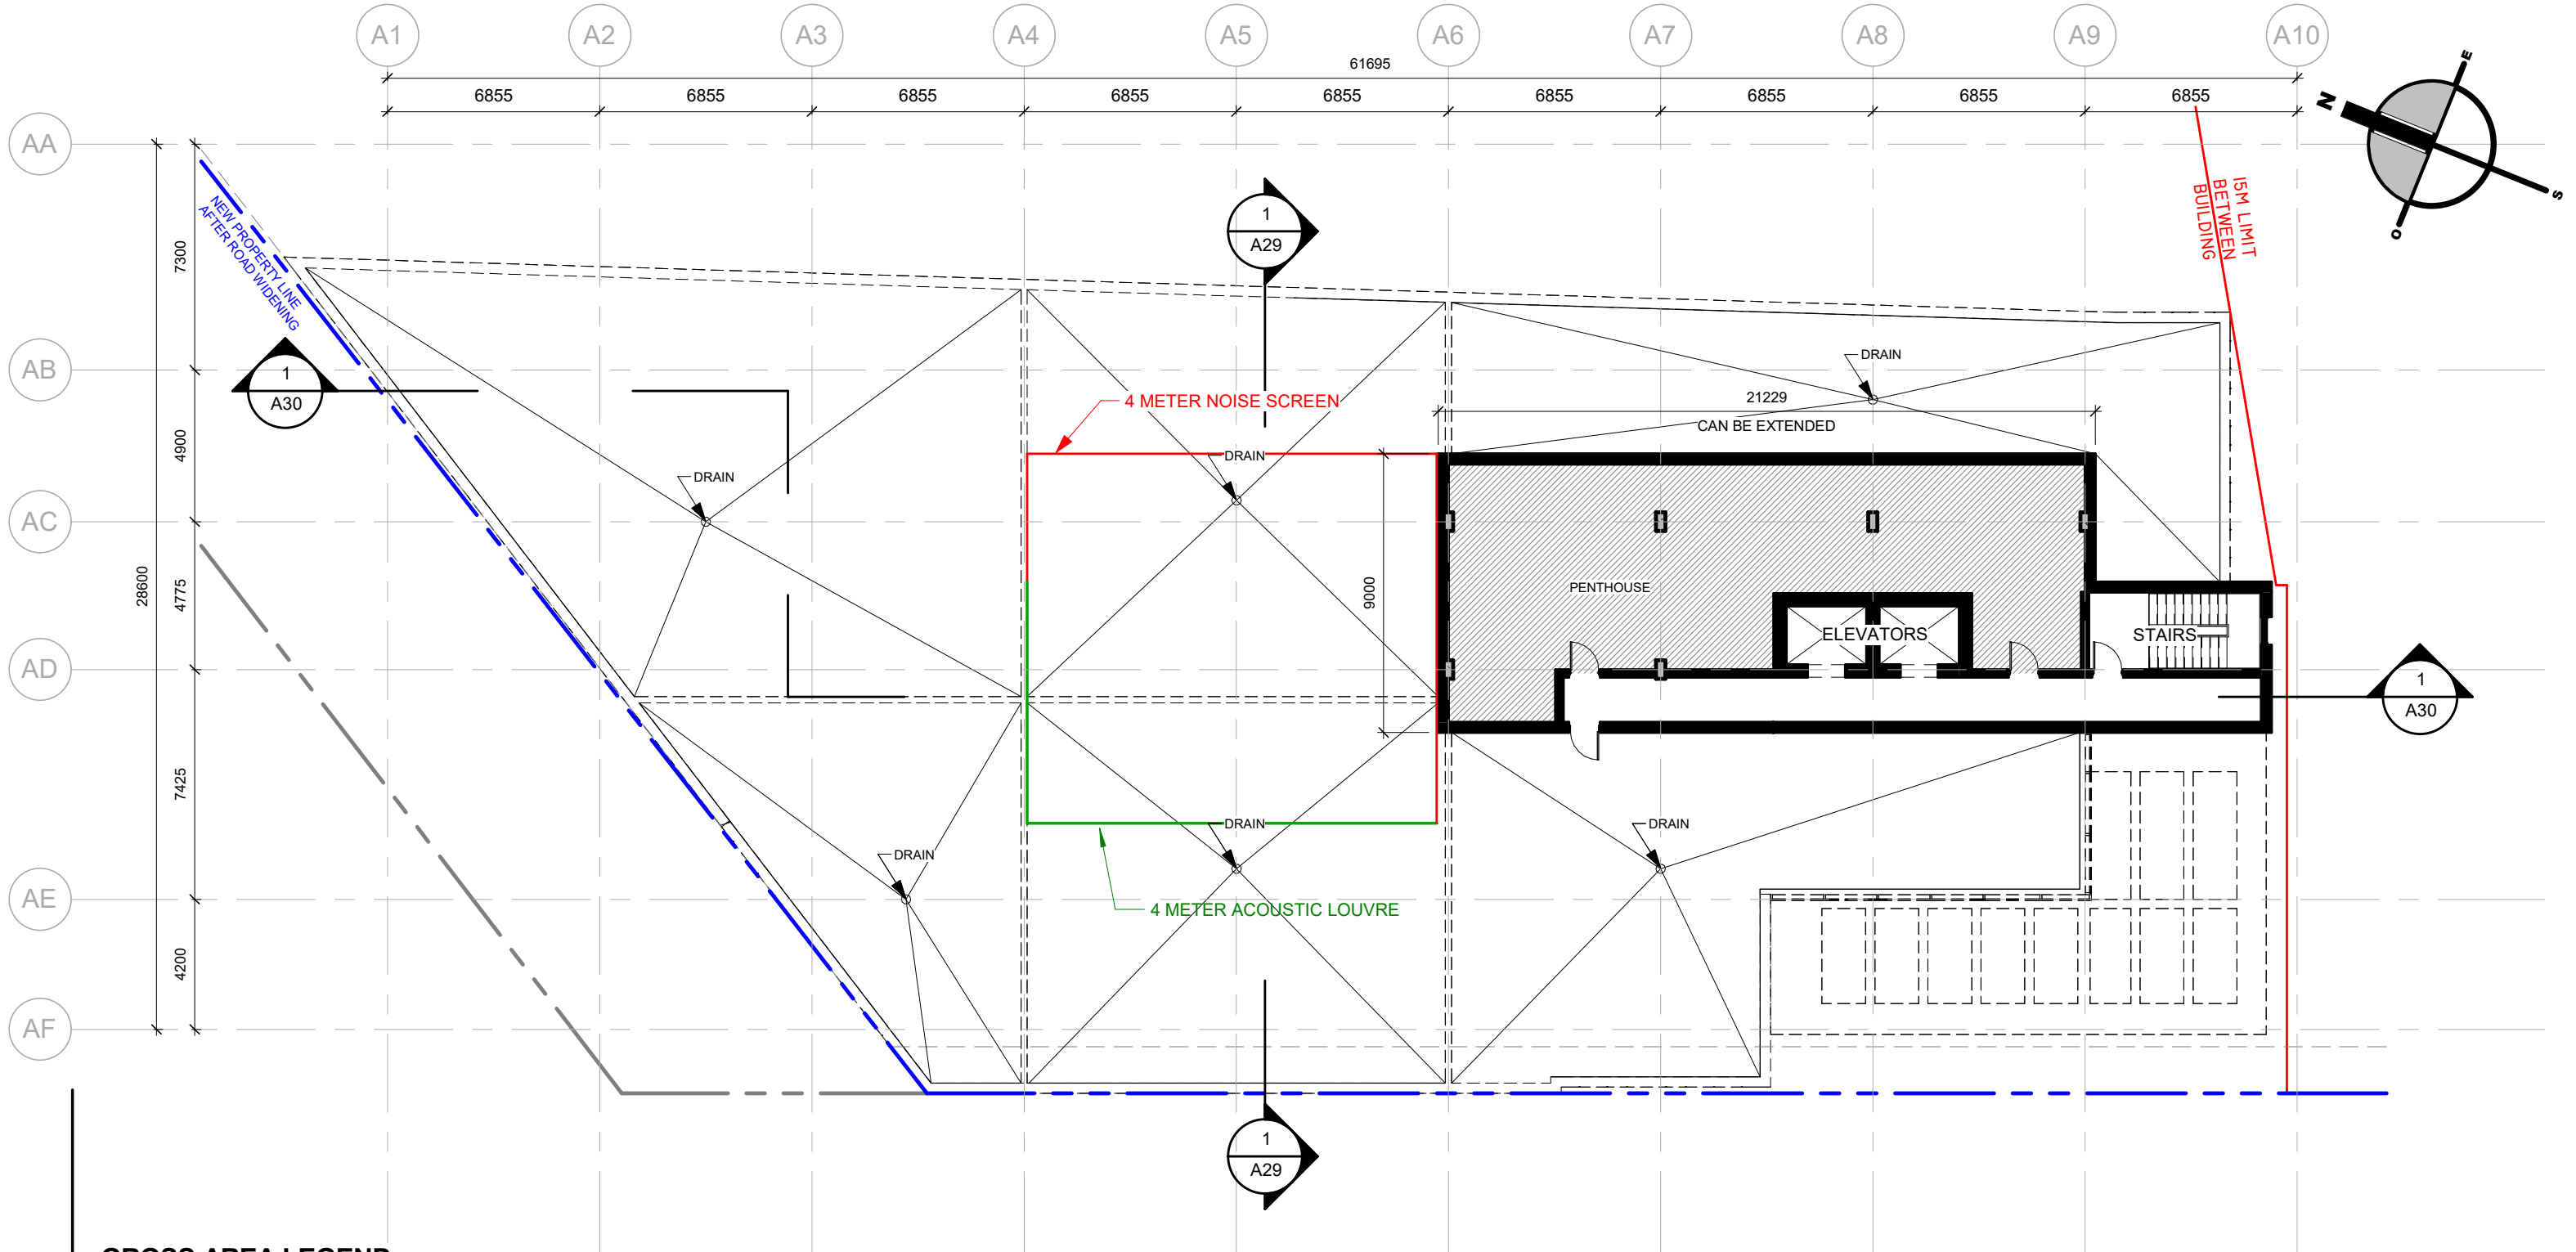 A1 A2 A3 A4 A5 A6 A7 A8 A9 A10
61695
6855 6855 6855 6855 6855 6855 6855 6855 6855
AA
AB
AC
AD
AE
AF
28600
7300
4900
4775
7425
4200
N
E
S
O
NEW PROPERTY LINE
AFTER ROAD WIDENING
15M LIMIT
BETWEEN
BUILDING
1
A29
1
A30
4 METER NOISE SCREEN
DRAIN
DRAIN
DRAIN
21229
CAN BE EXTENDED
9000
PENTHOUSE
ELEVATORS
STAIRS
1
A30
DRAIN
DRAIN
DRAIN
4 METER ACOUSTIC LOUVRE
1
A29
GROSS AREA LEGEND